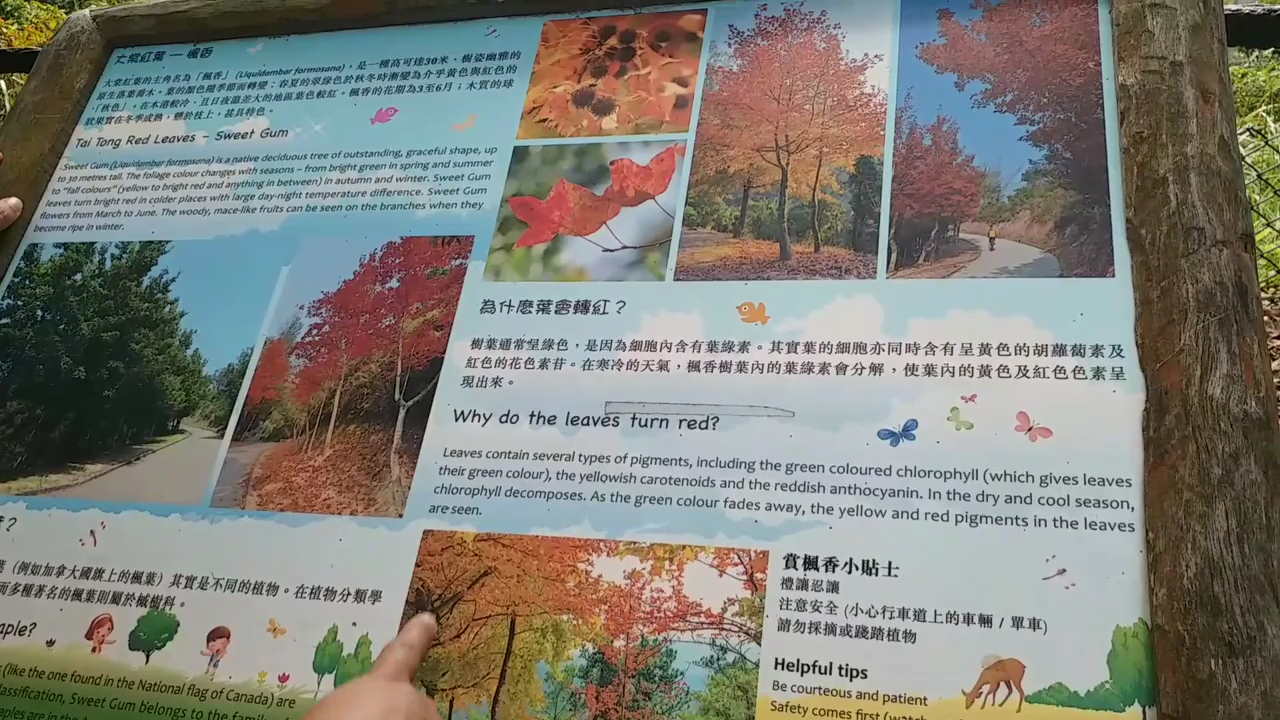 大棠紅葉 — 楓香
大棠紅葉的主角名為「楓香」(Liquidambar formosana),是一種高可達30米、樹姿幽雅的
原生落葉喬木。葉的顏色隨季節而轉變:春夏的翠綠色於秋冬時漸變為介乎黃色與紅色的
「秋色」。在本港較冷、且日夜溫差大的地區葉色較紅。楓香的花期為3至6月;木質的球
狀果實在冬季成熟,懸於枝上,甚具特色。
Tai Tong Red Leaves – Sweet Gum
Sweet Gum (Liquidambar formosana) is a native deciduous tree of outstanding, graceful shape, up
to 30 metres tall. The foliage colour changes with seasons – from bright green in spring and summer
to "fall colours" (yellow to bright red and anything in between) in autumn and winter. Sweet Gum
leaves turn bright red in colder places with large day-night temperature difference. Sweet Gum
flowers from March to June. The woody, mace-like fruits can be seen on the branches when they
become ripe in winter.
為什麼葉會轉紅?
樹葉通常呈綠色,是因為細胞內含有葉綠素。其實葉的細胞亦同時含有呈黃色的胡蘿蔔素及
紅色的花色素苷。在寒冷的天氣,楓香樹葉內的葉綠素會分解,使葉內的黃色及紅色色素呈
現出來。
Why do the leaves turn red?
Leaves contain several types of pigments, including the green coloured chlorophyll (which gives leaves
their green colour), the yellowish carotenoids and the reddish anthocyanin. In the dry and cool season,
chlorophyll decomposes. As the green colour fades away, the yellow and red pigments in the leaves
are seen.
?
(例如加拿大國旗上的楓葉) 其實是不同的植物。在植物分類學
而多種著名的楓葉則屬於槭樹科。
aple?
(like the one found in the National flag of Canada) are
lassification, Sweet Gum belongs to the family
賞楓香小貼士
禮讓忍讓
注意安全 (小心行車道上的車輛 / 單車)
請勿採摘或踐踏植物
Helpful tips
Be courteous and patient
Safety comes first (watch